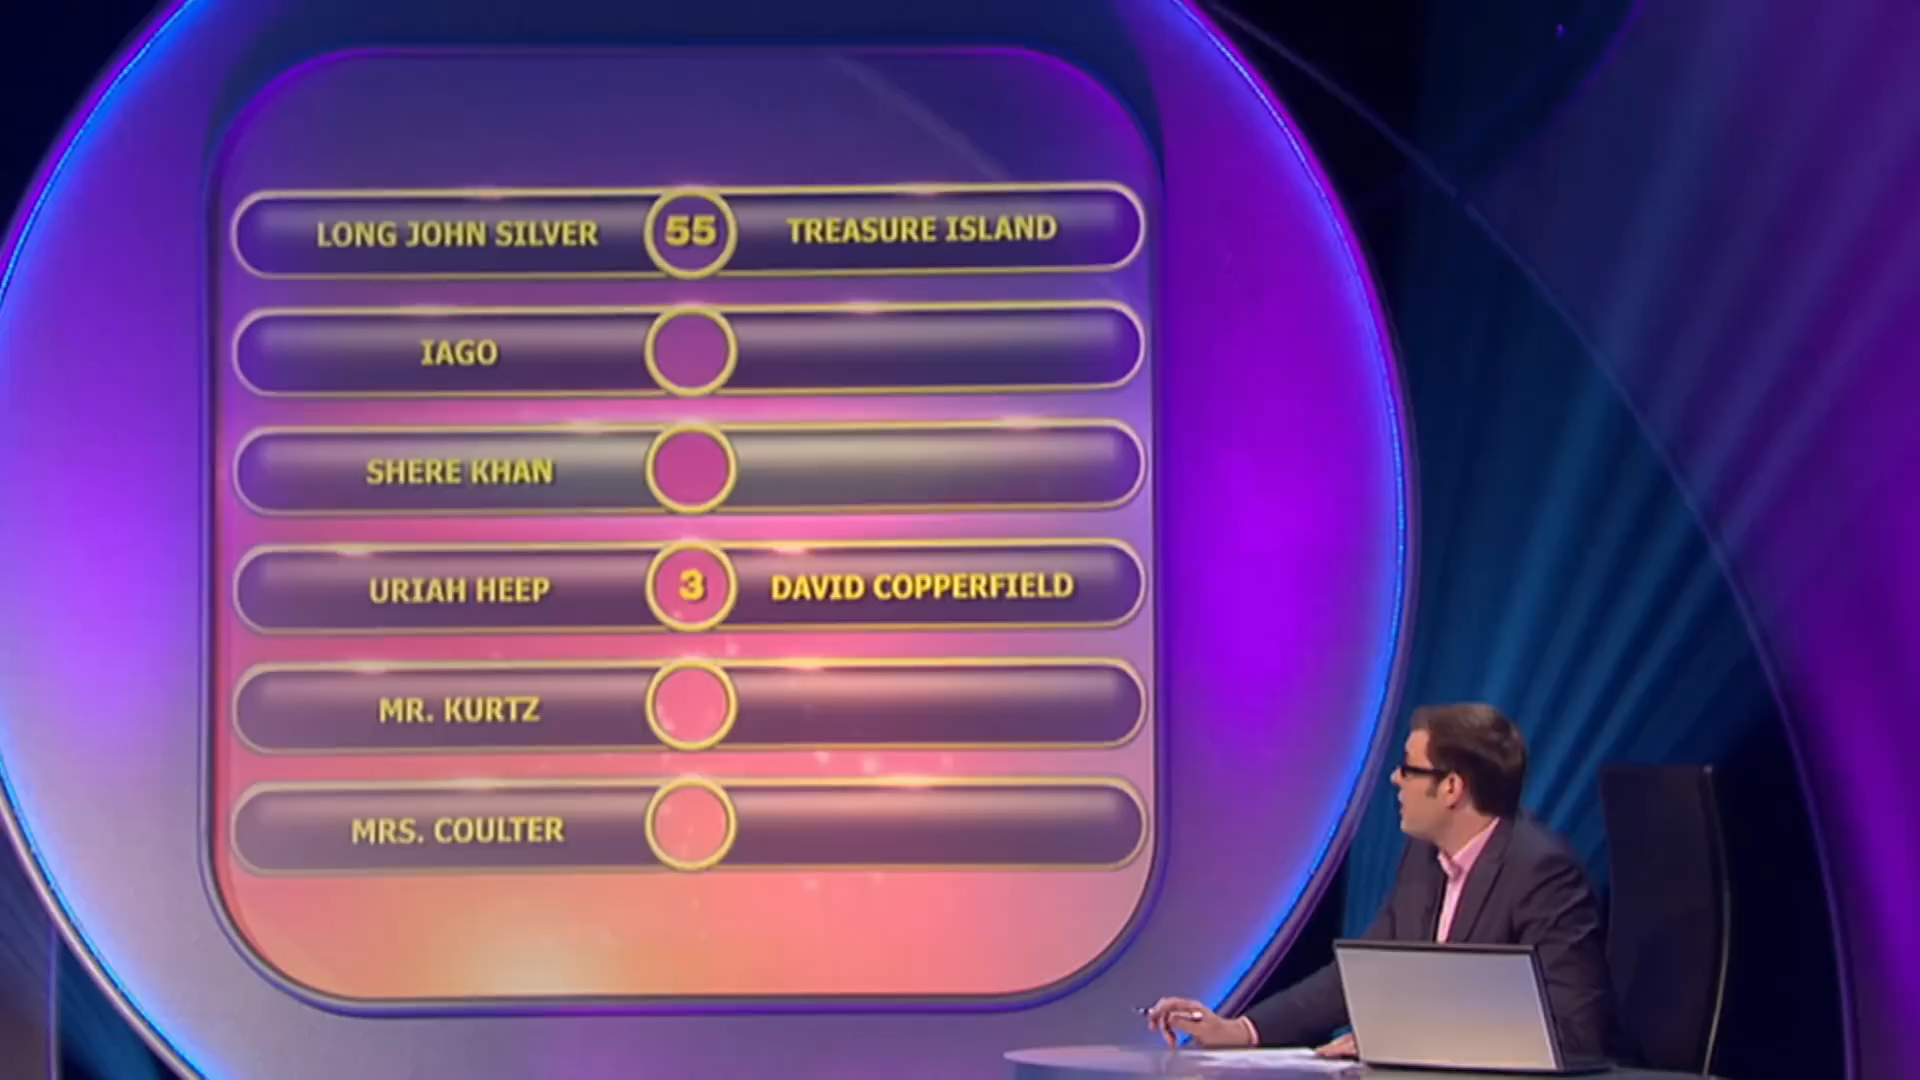 LONG JOHN SILVER 55 TREASURE ISLAND
IAGO
SHERE KHAN
URIAH HEEP 3 DAVID COPPERFIELD
MR. KURTZ
MRS. COULTER